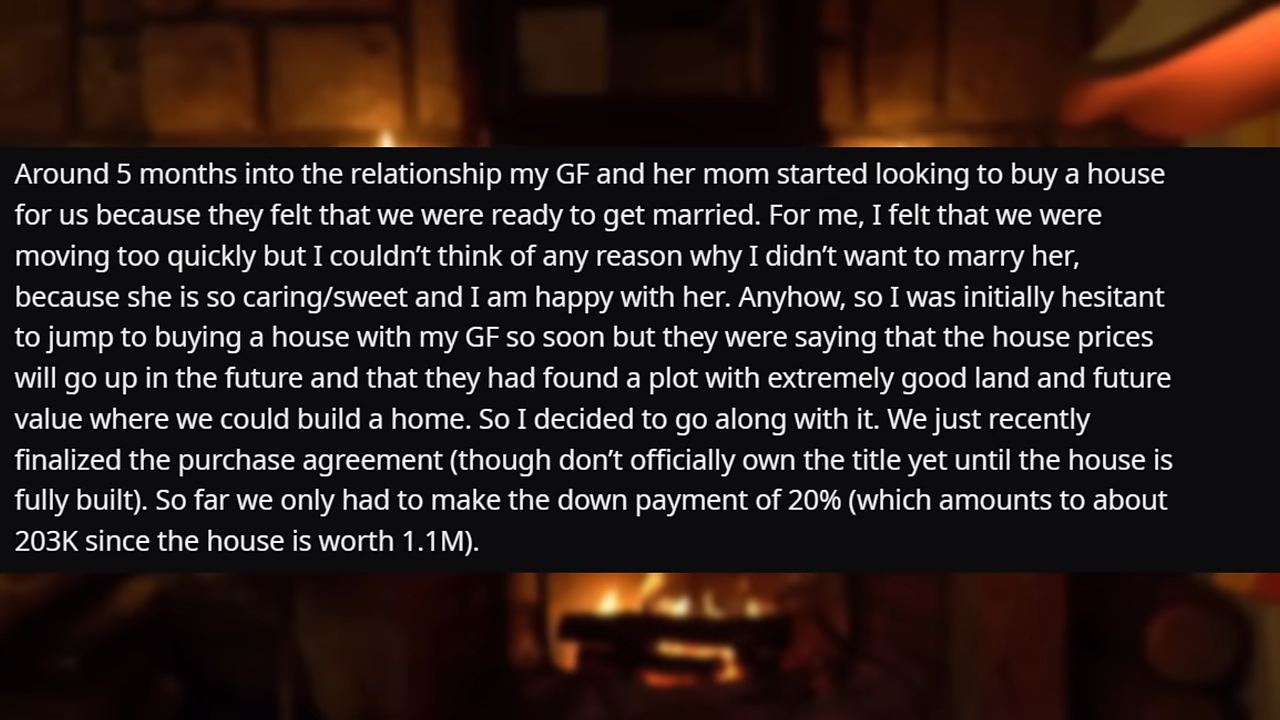 Around 5 months into the relationship my GF and her mom started looking to buy a house
for us because they felt that we were ready to get married. For me, I felt that we were
moving too quickly but I couldn’t think of any reason why I didn’t want to marry her,
because she is so caring/sweet and I am happy with her. Anyhow, so I was initially hesitant
to jump to buying a house with my GF so soon but they were saying that the house prices
will go up in the future and that they had found a plot with extremely good land and future
value where we could build a home. So I decided to go along with it. We just recently
finalized the purchase agreement (though don’t officially own the title yet until the house is
fully built). So far we only had to make the down payment of 20% (which amounts to about
203K since the house is worth 1.1M).